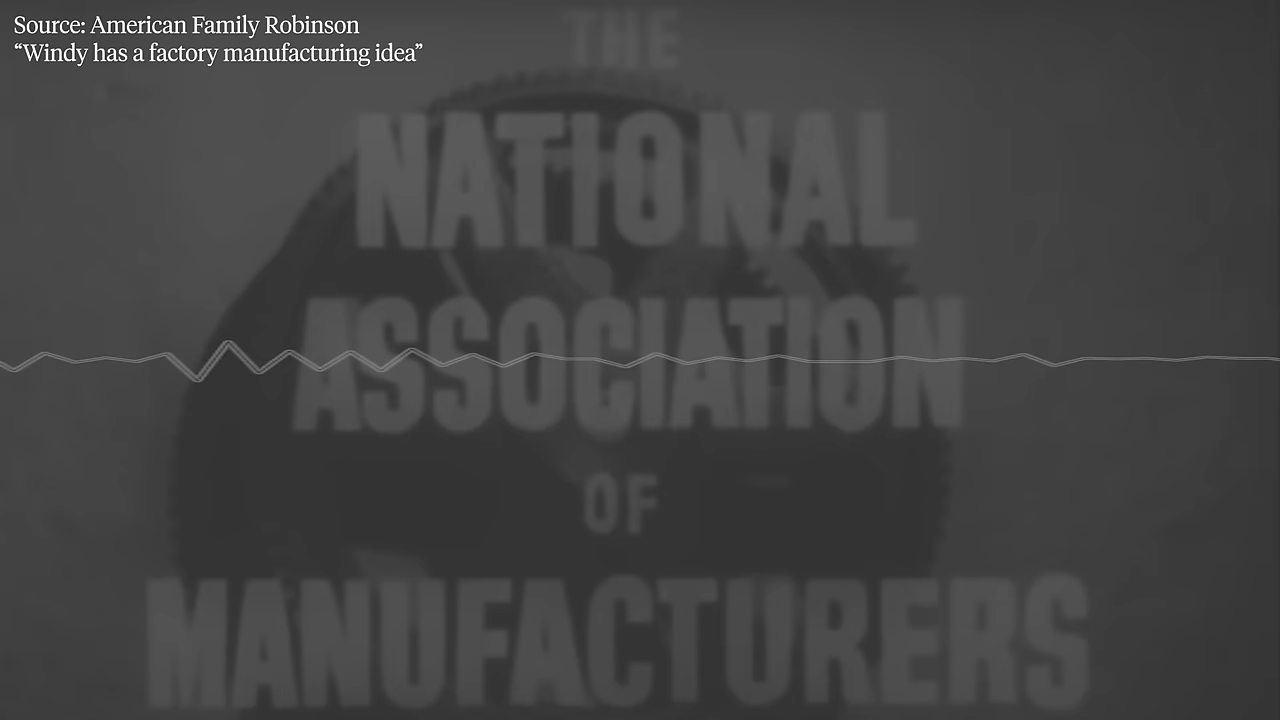 Source: American Family Robinson
“Windy has a factory manufacturing idea”
THE
NATIONAL
ASSOCIATION
OF
MANUFACTURERS